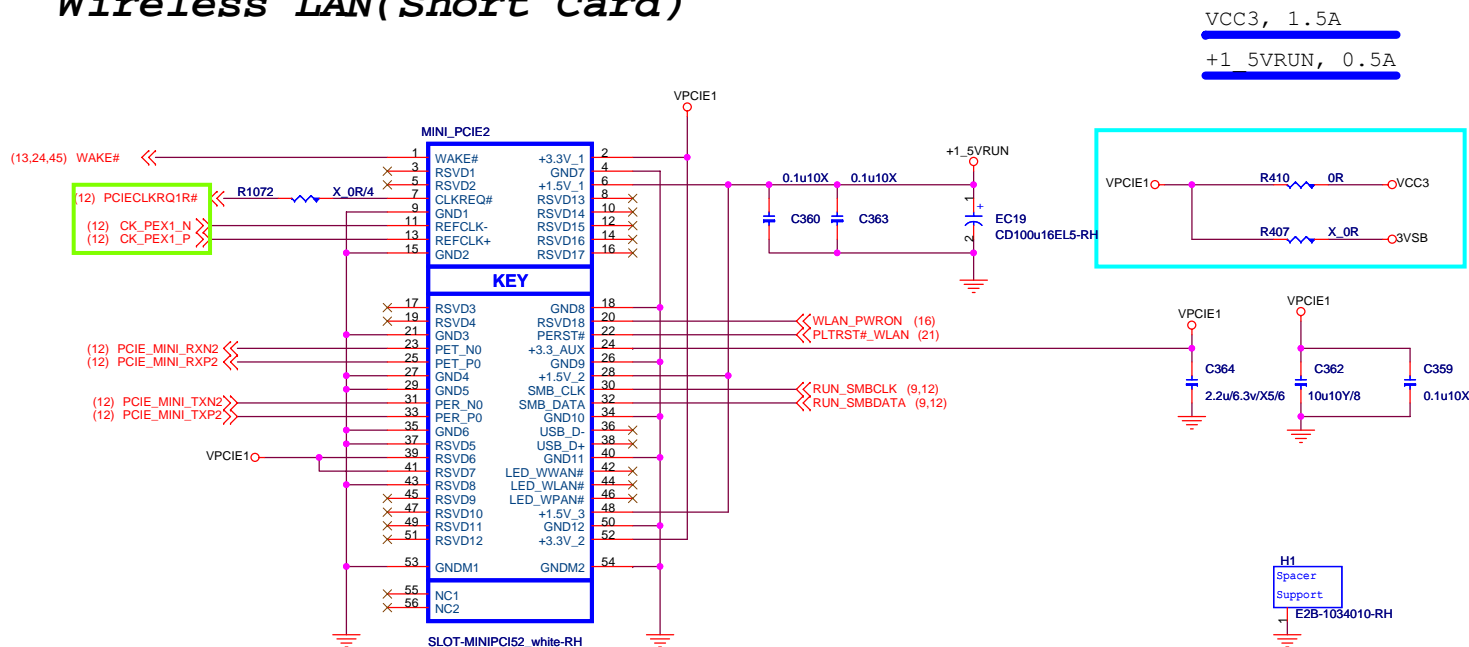 Wireless LAN(Short Card)
VCC3, 1.5A
+1_5VRUN, 0.5A
VPCIE1
MINI_PCIE2
+1_5VRUN
(13,24,45) WAKE#
1 WAKE# +3.3V_1 2
3 RSVD1 GND7 4
5 RSVD2 +1.5V_1 6
(12) PCIECLKRQ1R# R1072 X_0R/4
7 CLKREQ# RSVD13 8
9 GND1 RSVD14 10
(12) CK_PEX1_N 11 REFCLK- RSVD15 12
(12) CK_PEX1_P 13 REFCLK+ RSVD16 14
15 GND2 RSVD17 16
0.1u10X 0.1u10X
C360 C363
1
+
EC19
2
CD100u16EL5-RH
VPCIE1 R410 0R VCC3
R407 X_0R 3VSB
KEY
17 RSVD3 GND8 18
19 RSVD4 RSVD18 20 WLAN_PWRON (16)
21 GND3 PERST# 22 PLTRST#_WLAN (21)
(12) PCIE_MINI_RXN2 23 PET_N0 +3.3_AUX 24
(12) PCIE_MINI_RXP2 25 PET_P0 GND9 26
27 GND4 +1.5V_2 28
29 GND5 SMB_CLK 30 RUN_SMBCLK (9,12)
(12) PCIE_MINI_TXN2 31 PER_N0 SMB_DATA 32 RUN_SMBDATA (9,12)
(12) PCIE_MINI_TXP2 33 PER_P0 GND10 34
35 GND6 USB_D- 36
37 RSVD5 USB_D+ 38
VPCIE1 39 RSVD6 GND11 40
41 RSVD7 LED_WWAN# 42
43 RSVD8 LED_WLAN# 44
45 RSVD9 LED_WPAN# 46
47 RSVD10 +1.5V_3 48
49 RSVD11 GND12 50
51 RSVD12 +3.3V_2 52
53 GNDM1 GNDM2 54
55 NC1
56 NC2
SLOT-MINIPCI52_white-RH
VPCIE1
VPCIE1
C364
2.2u/6.3v/X5/6
C362
10u10Y/8
C359
0.1u10X
H1
Spacer
Support
1
E2B-1034010-RH